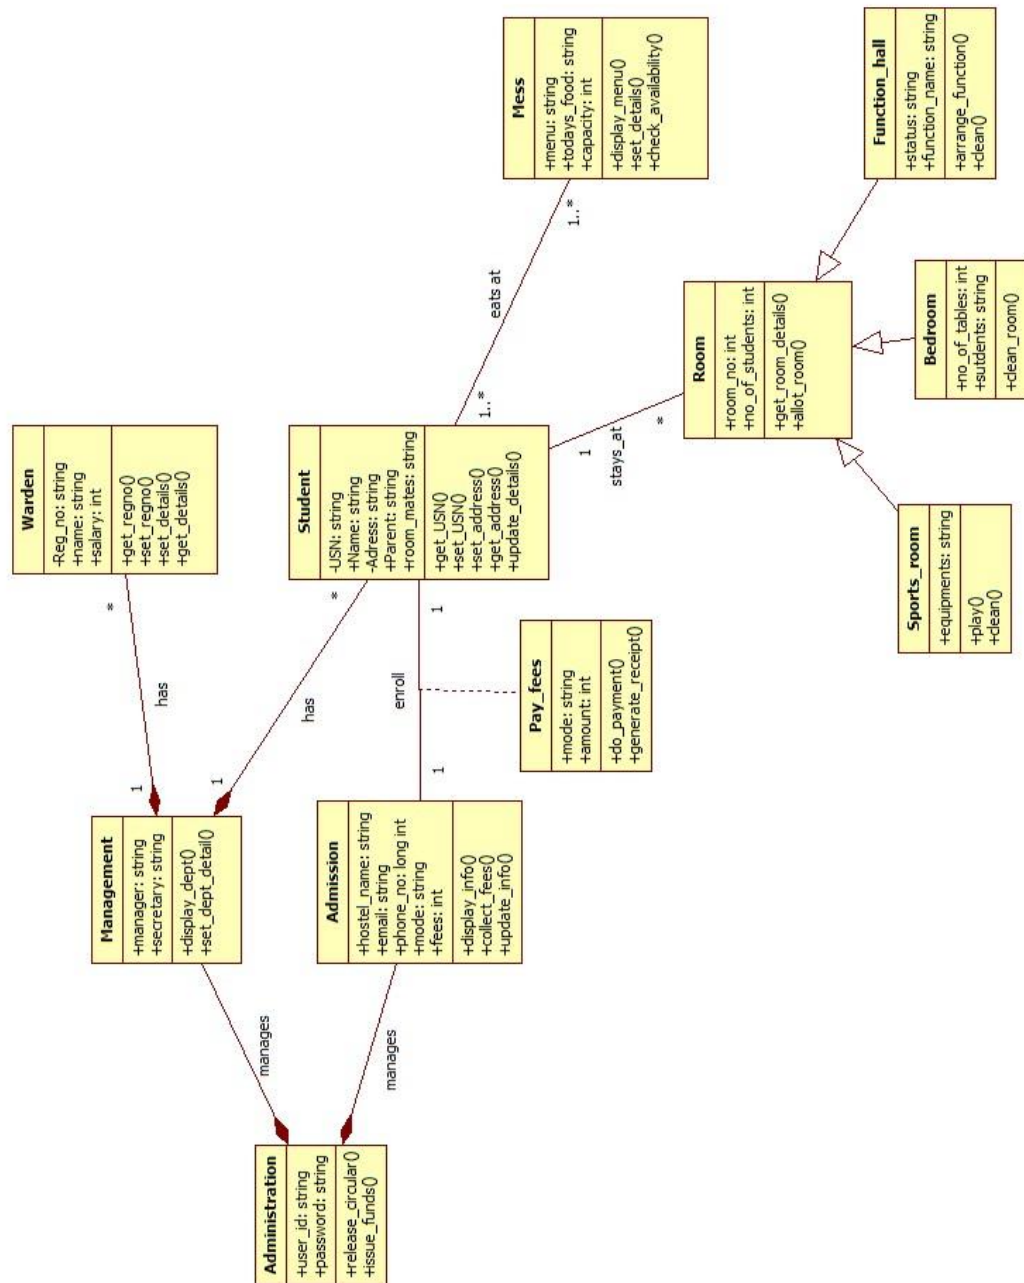 Administration
+user_id: string
+password: string
+release_circular()
+issue_funds()
manages
manages
Management
+manager: string
+secretary: string
+display_dept()
+set_dept_detail()
1
has
*
1
has
*
Warden
-Reg_no: string
+name: string
+salary: int
+get_regno()
+set_regno()
+set_details()
+get_details()
Admission
+hostel_name: string
+email: string
+phone_no: long int
+mode: string
+fees: int
+display_info()
+collect_fees()
+update_info()
1
enroll
1
Pay_fees
+mode: string
+amount: int
+do_payment()
+generate_receipt()
Student
-USN: string
+Name: string
-Adress: string
+Parent: string
+room_mates: string
+get_USN()
+set_USN()
+set_address()
+get_address()
+update_details()
1..*
eats at
1..*
Mess
+menu: string
+todays_food: string
+capacity: int
+display_menu()
+set_details()
+check_availability()
1
stays_at
*
Room
+room_no: int
+no_of_students: int
+get_room_details()
+allot_room()
Sports_room
+equipments: string
+play()
+clean()
Bedroom
+no_of_tables: int
+sutdents: string
+clean_room()
Function_hall
+status: string
+function_name: string
+arrange_function()
+clean()